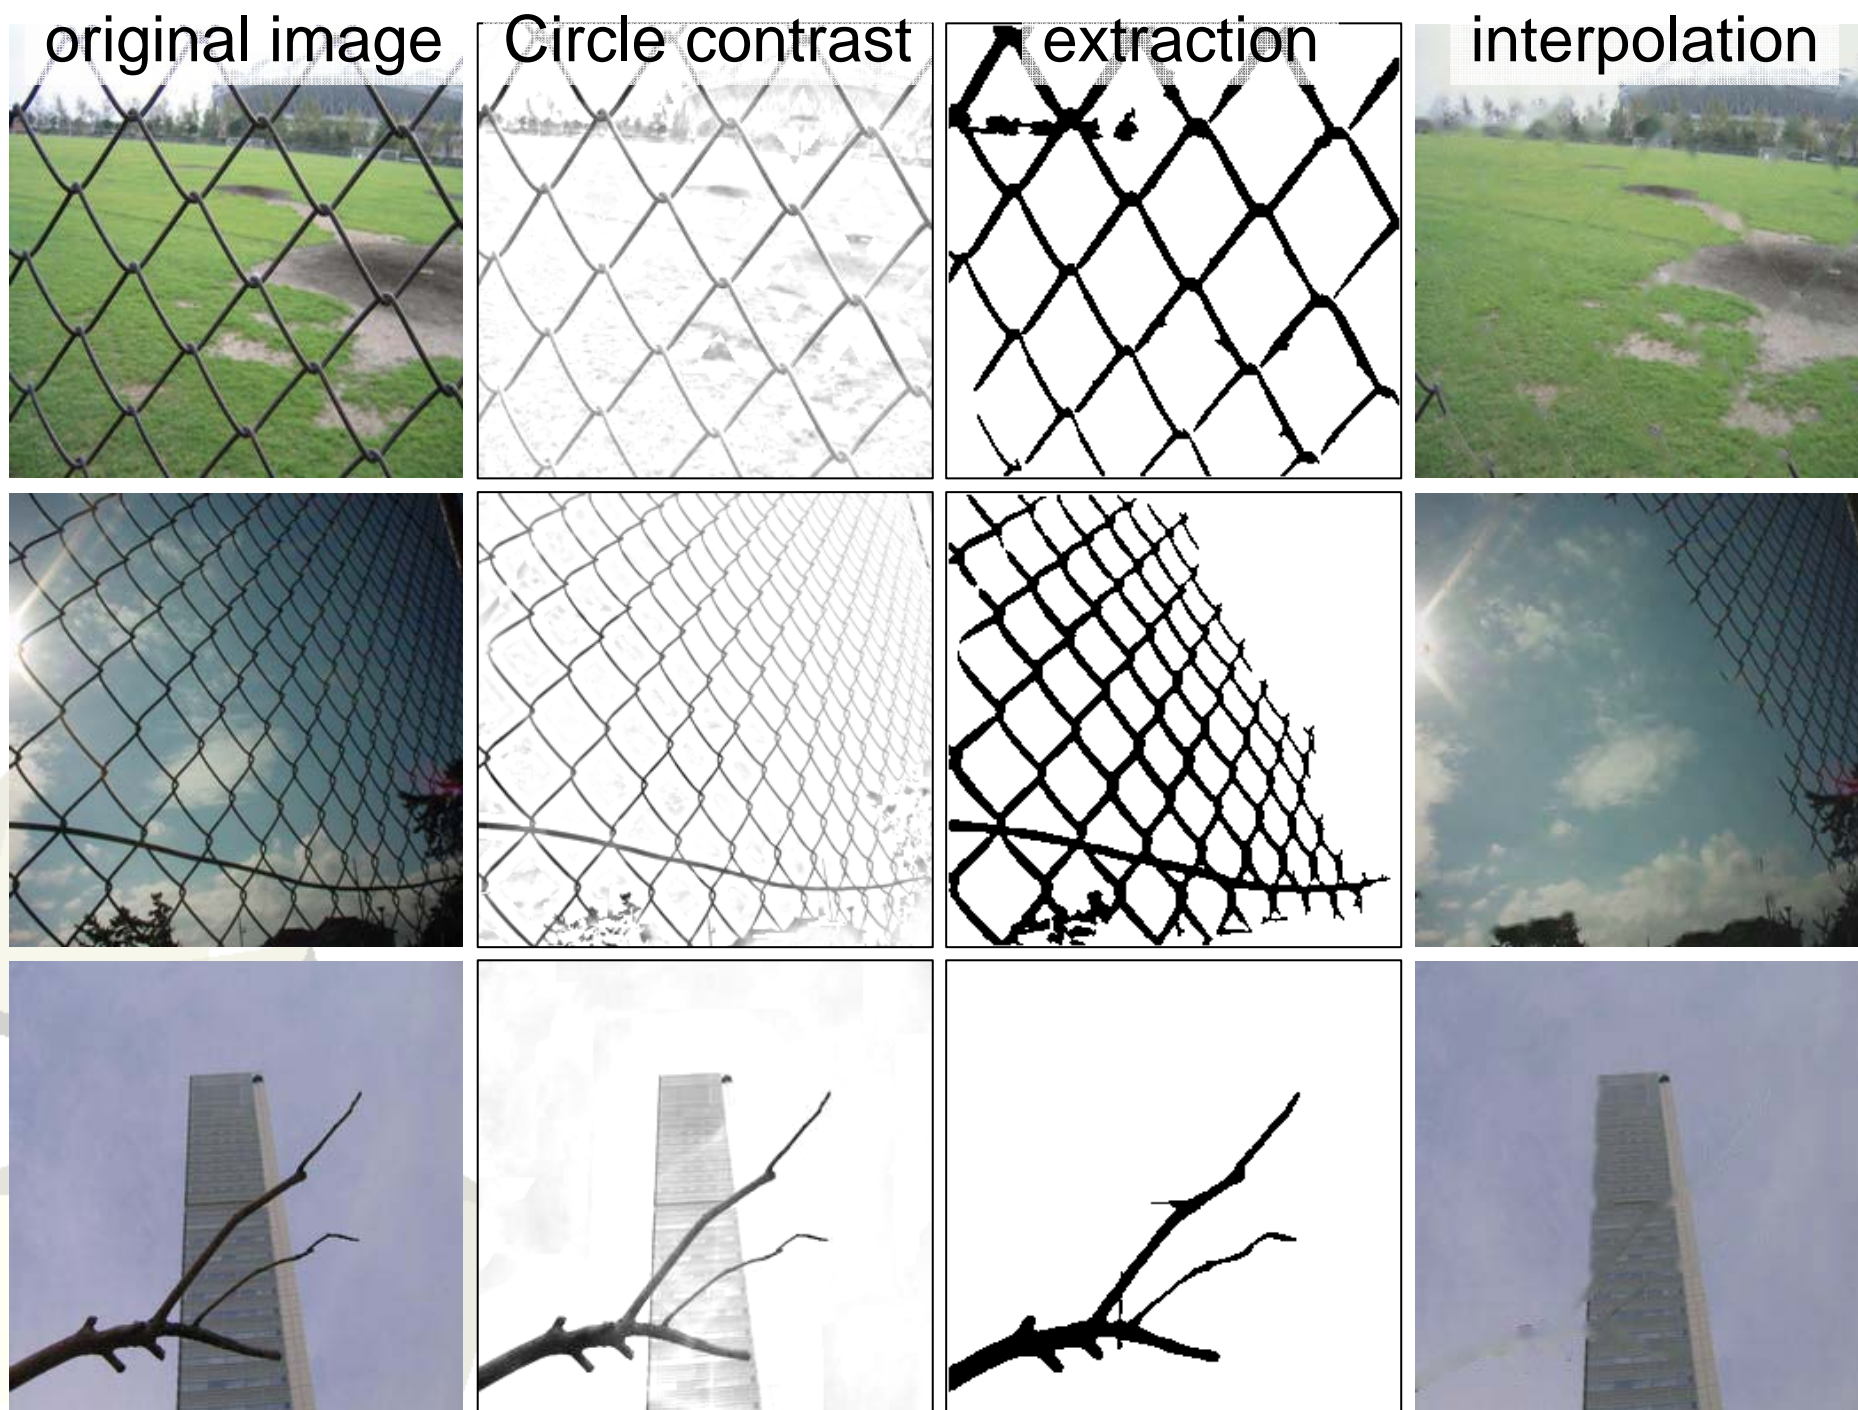 original image
Circle contrast
extraction
interpolation